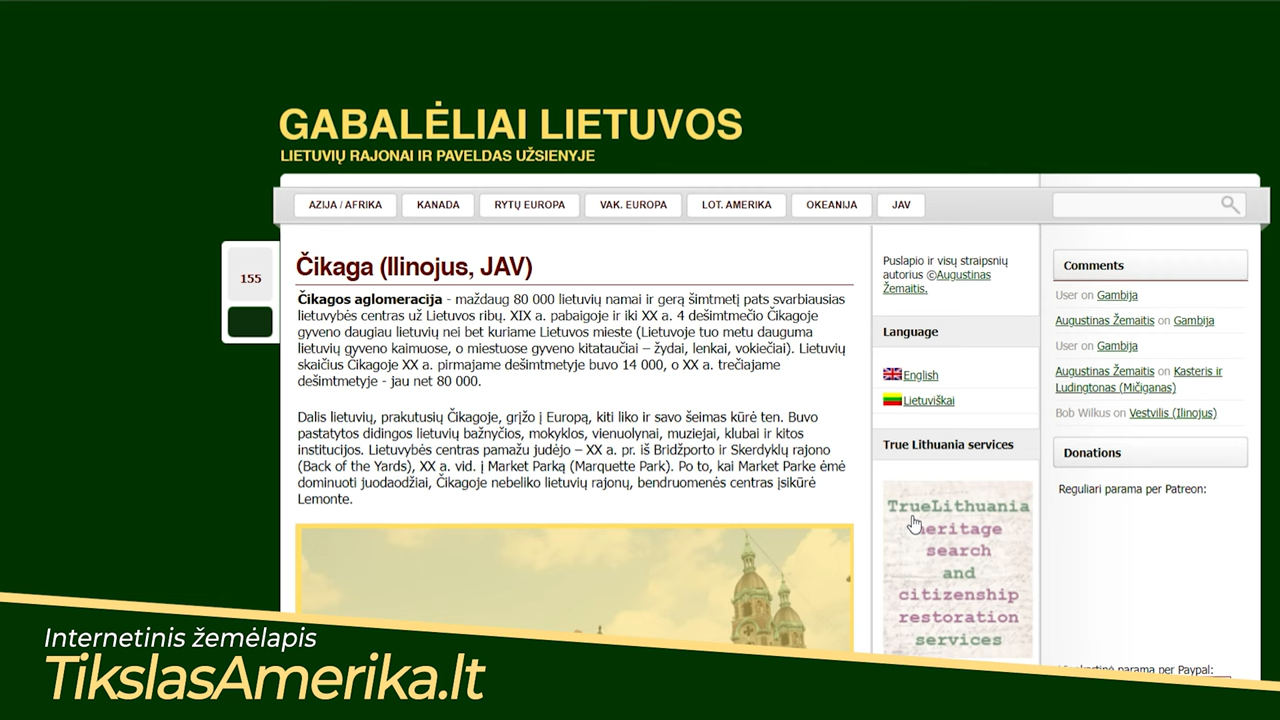 GABALĖLIAI LIETUVOS
LIETUVIŲ RAJONAI IR PAVELDAS UŽSIENYJE
AZIJA / AFRIKA
KANADA
RYTŲ EUROPA
VAK. EUROPA
LOT. AMERIKA
OKEANIJA
JAV
155
Čikaga (Ilinojus, JAV)
Čikagos aglomeracija - maždaug 80 000 lietuvių namai ir gerą šimtmetį pats svarbiausias
lietuvybės centras už Lietuvos ribų. XIX a. pabaigoje ir iki XX a. 4 dešimtmečio Čikagoje
gyveno daugiau lietuvių nei bet kuriame Lietuvos mieste (Lietuvoje tuo metu dauguma
lietuvių gyveno kaimuose, o miestuose gyveno kitataučiai – žydai, lenkai, vokiečiai). Lietuvių
skaičius Čikagoje XX a. pirmajame dešimtmetyje buvo 14 000, o XX a. trečiajame
dešimtmetyje - jau net 80 000.
Dalis lietuvių, prakutusių Čikagoje, grįžo į Europą, kiti liko ir savo šeimas kūrė ten. Buvo
pastatytos didingos lietuvių bažnyčios, mokyklos, vienuolynai, muziejai, klubai ir kitos
institucijos. Lietuvybės centras pamažu judėjo – XX a. pr. iš Bridžporto ir Skerdyklų rajono
(Back of the Yards), XX a. vid. į Market Parką (Marquette Park). Po to, kai Market Parke ėmė
dominuoti juodaodžiai, Čikagoje nebeliko lietuvių rajonų, bendruomenės centras įsikūrė
Lemonte.
Puslapio ir visų straipsnių
autorius ©Augustinas
Žemaitis.
Language
English
Lietuviškai
True Lithuania services
TrueLithuania
heritage
search
and
citizenship
restoration
services
Comments
User on Gambija
Augustinas Žemaitis on Gambija
User on Gambija
Augustinas Žemaitis on Kasteris ir
Ludingtonas (Mičiganas)
Bob Wilkus on Vestvilis (Ilinojus)
Donations
Reguliari parama per Patreon:
parama per Paypal:
Internetinis žemėlapis
TikslasAmerika.lt